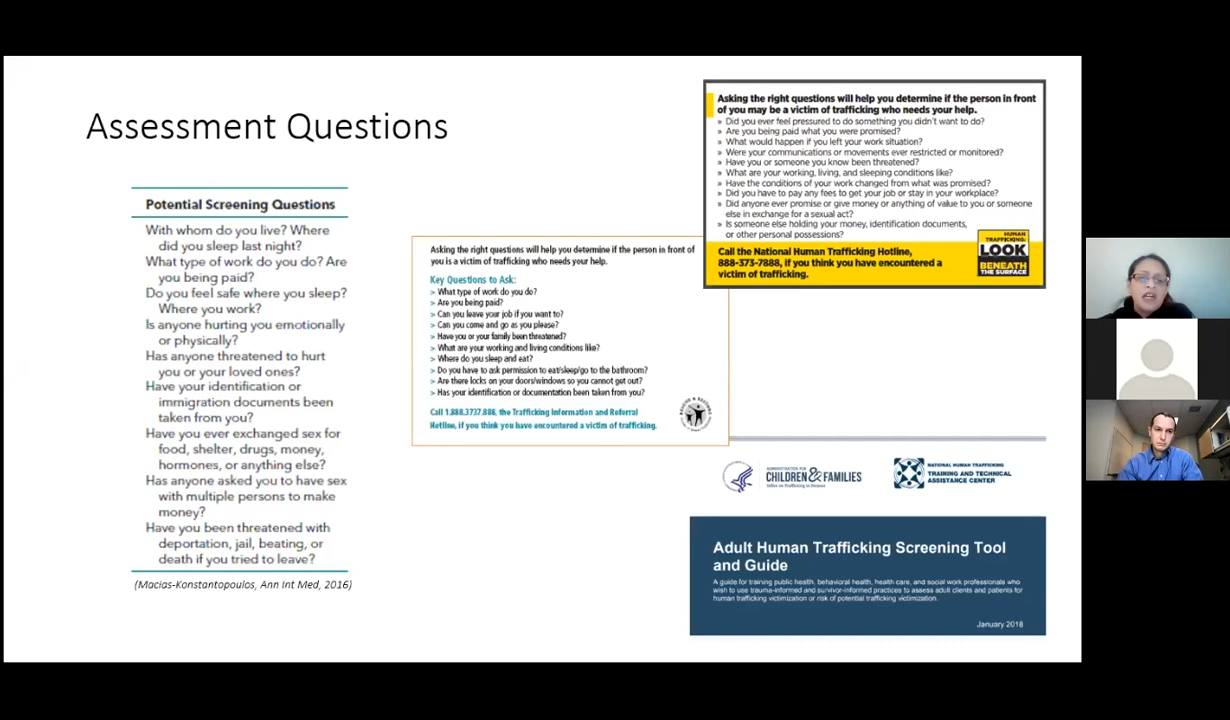 Assessment Questions
Potential Screening Questions
With whom do you live? Where
did you sleep last night?
What type of work do you do? Are
you being paid?
Do you feel safe where you sleep?
Where you work?
Is anyone hurting you emotionally
or physically?
Has anyone threatened to hurt
you or your loved ones?
Have your identification or
immigration documents been
taken from you?
Have you ever exchanged sex for
food, shelter, drugs, money,
hormones, or anything else?
Has anyone asked you to have sex
with multiple persons to make
money?
Have you been threatened with
deportation, jail, beating, or
death if you tried to leave?
(Macias-Konstantopoulos, Ann Int Med, 2016)
Asking the right questions will help you determine if the person in front of
you is a victim of trafficking who needs your help.
Key Questions to Ask:
> What type of work do you do?
> Are you being paid?
> Can you leave your job if you want to?
> Can you come and go as you please?
> Have you or your family been threatened?
> What are your working and living conditions like?
> Where do you sleep and eat?
> Do you have to ask permission to eat/sleep/go to the bathroom?
> Are there locks on your doors/windows so you cannot get out?
> Has your identification or documentation been taken from you?
Call 1.888.3737.888, the Trafficking Information and Referral
Hotline, if you think you have encountered a victim of trafficking.
Asking the right questions will help you determine if the person in front
of you may be a victim of trafficking who needs your help.
» Did you ever feel pressured to do something you didn't want to do?
» Are you being paid what you were promised?
» What would happen if you left your work situation?
» Were your communications or movements ever restricted or monitored?
» Have you or someone you know been threatened?
» What are your working, living, and sleeping conditions like?
» Have the conditions of your work changed from what was promised?
» Did you have to pay any fees to get your job or stay in your workplace?
» Did anyone ever promise or give money or anything of value to you or someone
else in exchange for a sexual act?
» Is someone else holding your money, identification documents,
or other personal possessions?
Call the National Human Trafficking Hotline,
888-373-7888, if you think you have encountered a
victim of trafficking.
HUMAN
TRAFFICKING:
LOOK
BENEATH
THE SURFACE
ADMINISTRATION FOR
CHILDREN & FAMILIES
Office on Trafficking in Persons
NATIONAL HUMAN TRAFFICKING
TRAINING AND TECHNICAL
ASSISTANCE CENTER
Adult Human Trafficking Screening Tool
and Guide
A guide for training public health, behavioral health, health care, and social work professionals who
wish to use trauma-informed and survivor-informed practices to assess adult clients and patients for
human trafficking victimization or risk of potential trafficking victimization.
January 2018